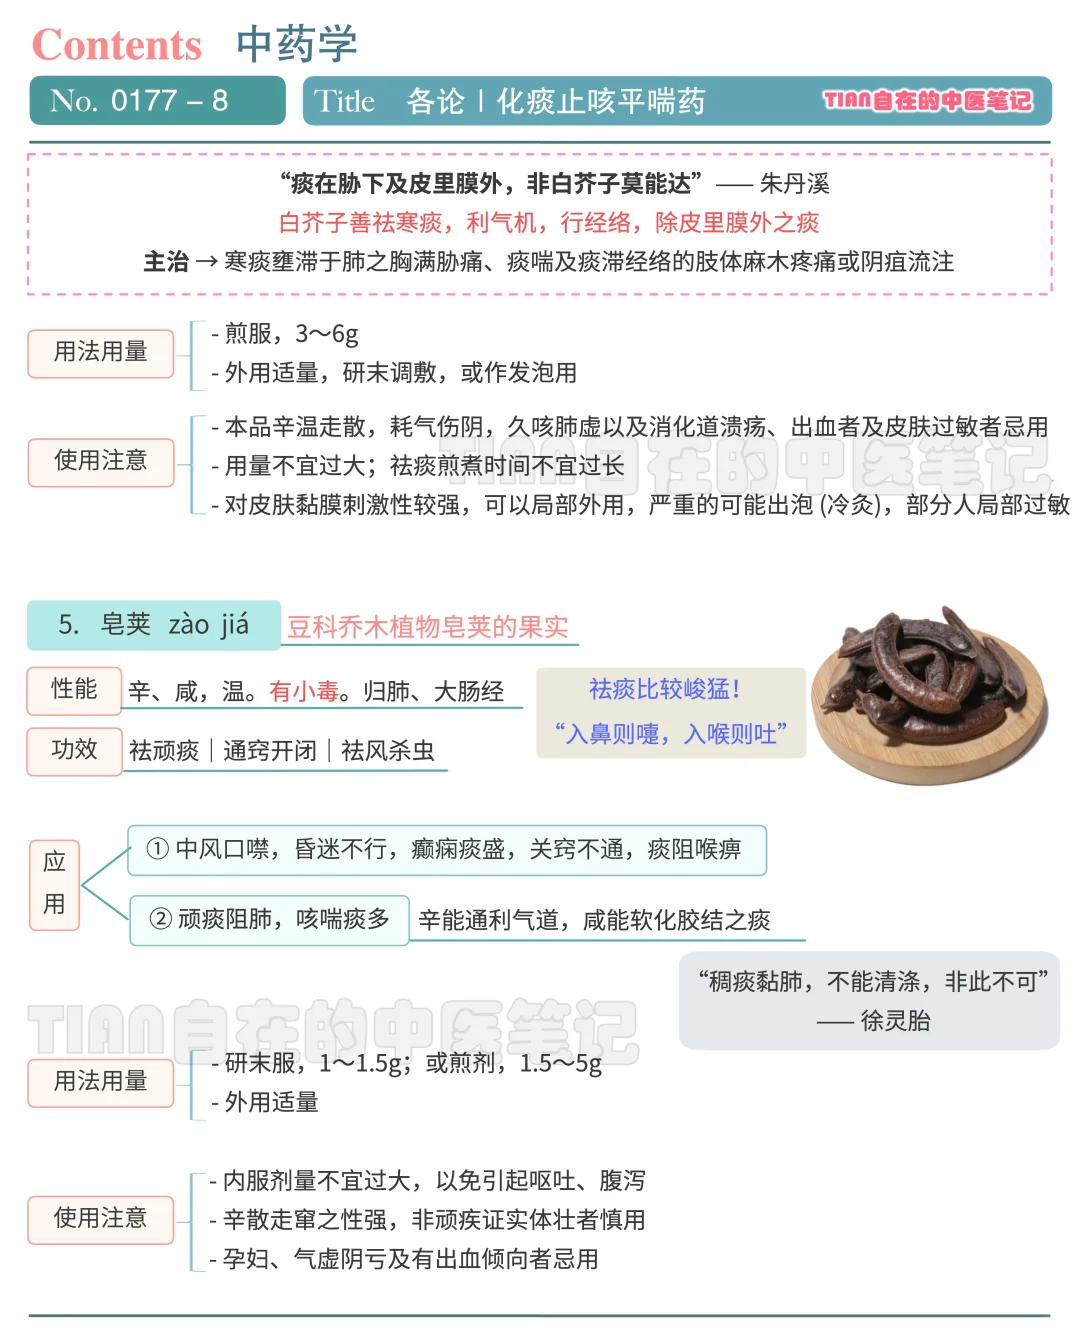 Contents 中药学
No. 0177 – 8
Title 各论 | 化痰止咳平喘药 TIAN自在的中医笔记
“痰在胁下及皮里膜外，非白芥子莫能达” —— 朱丹溪
白芥子善祛寒痰，利气机，行经络，除皮里膜外之痰
主治 → 寒痰壅滞于肺之胸满胁痛、痰喘及痰滞经络的肢体麻木疼痛或阴疽流注
用法用量
- 煎服，3～6g
- 外用适量，研末调敷，或作发泡用
使用注意
- 本品辛温走散，耗气伤阴，久咳肺虚以及消化道溃疡、出血者及皮肤过敏者忌用
- 用量不宜过大；祛痰煎煮时间不宜过长
- 对皮肤黏膜刺激性较强，可以局部外用，严重的可能出泡 (冷灸)，部分人局部过敏
TIAN自在的中医笔记
5. 皂荚 zào jiá 豆科乔木植物皂荚的果实
性能 辛、咸，温。有小毒。归肺、大肠经
功效 祛顽痰｜通窍开闭｜祛风杀虫
祛痰比较峻猛！
“入鼻则嚏，入喉则吐”
应用
① 中风口噤，昏迷不行，癫痫痰盛，关窍不通，痰阻喉痹
② 顽痰阻肺，咳喘痰多 辛能通利气道，咸能软化胶结之痰
“稠痰黏肺，不能清涤，非此不可”
—— 徐灵胎
TIAN自在的中医笔记
用法用量
- 研末服，1～1.5g；或煎剂，1.5～5g
- 外用适量
使用注意
- 内服剂量不宜过大，以免引起呕吐、腹泻
- 辛散走窜之性强，非顽疾证实体壮者慎用
- 孕妇、气虚阴亏及有出血倾向者忌用